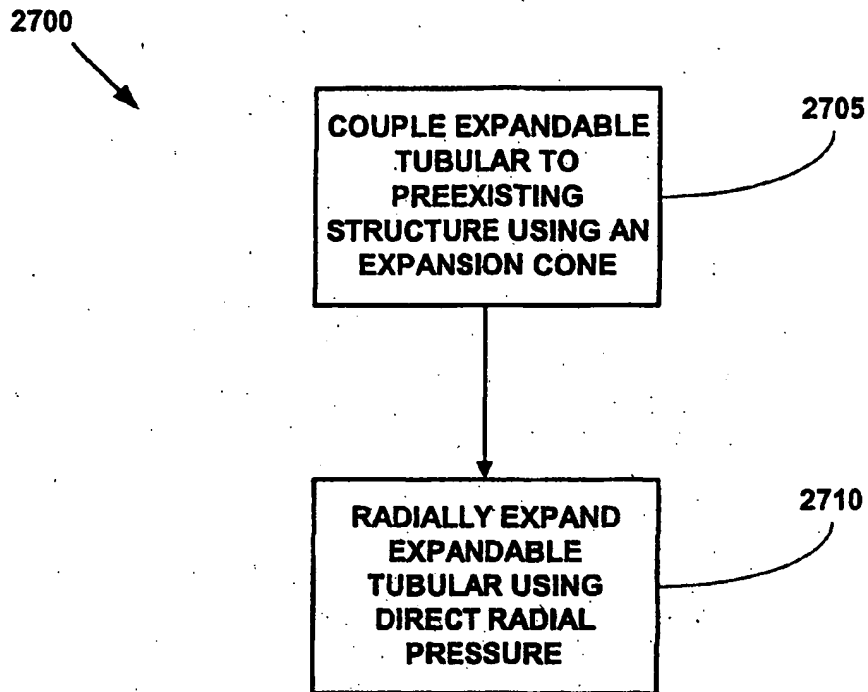 2700
COUPLE EXPANDABLE
TUBULAR TO
PREEXISTING
STRUCTURE USING AN
EXPANSION CONE
2705
RADIALLY EXPAND
EXPANDABLE
TUBULAR USING
DIRECT RADIAL
PRESSURE
2710